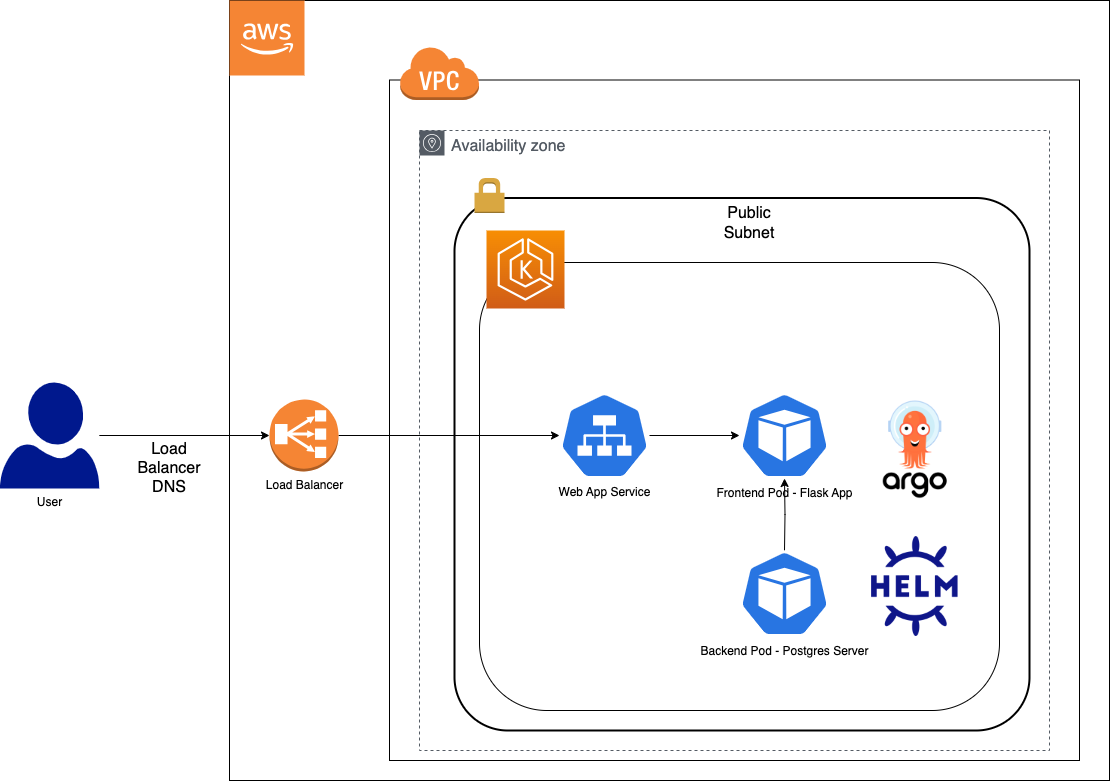 aws
VPC
Availability zone
Public
Subnet
K
Load
Balancer
DNS
User
Load Balancer
Web App Service
Frontend Pod - Flask App
argo
HELM
Backend Pod - Postgres Server